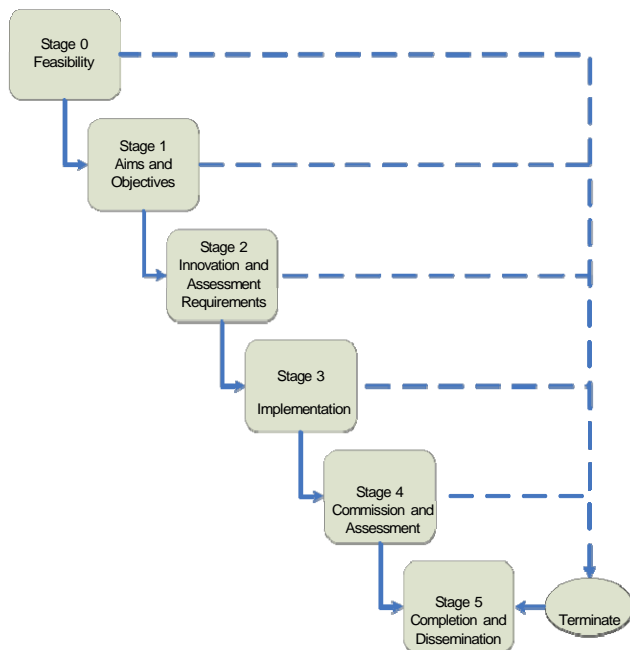 Stage 0
Feasibility
Stage 1
Aims and
Objectives
Stage 2
Innovation and
Assessment
Requirements
Stage 3
Implementation
Stage 4
Commission and
Assessment
Stage 5
Completion and
Dissemination
Terminate